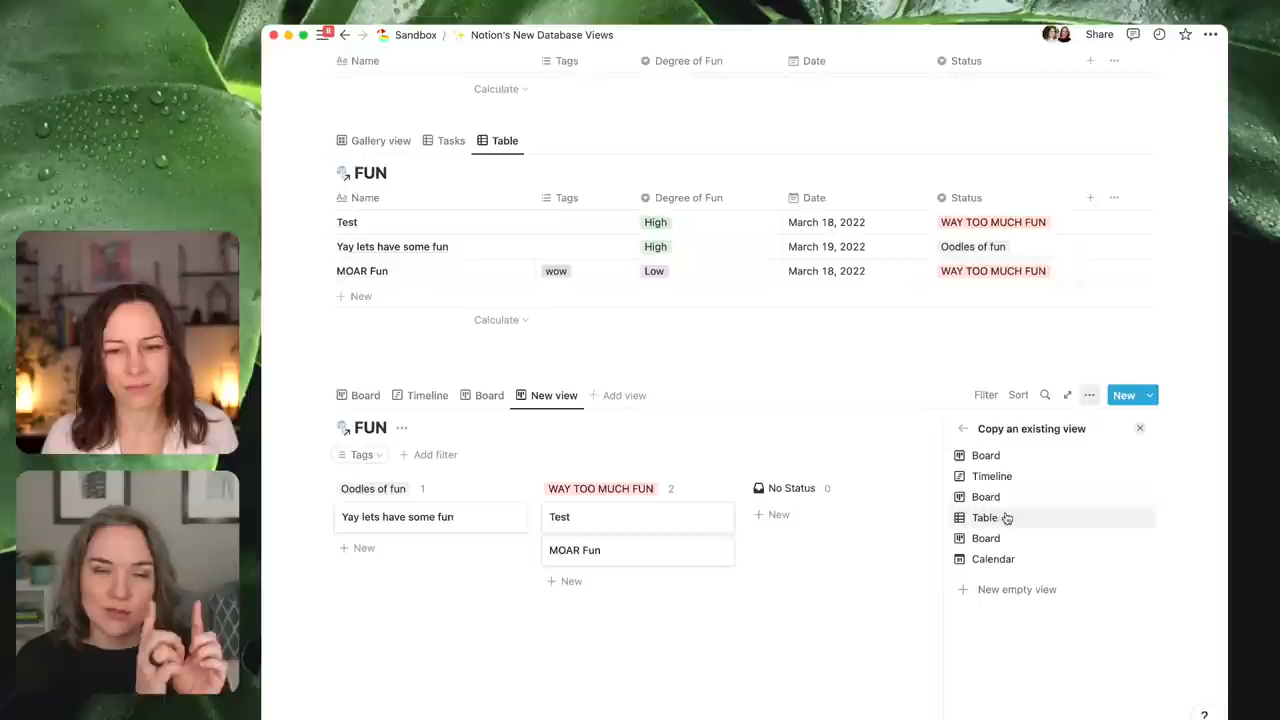 8
Sandbox / Notion's New Database Views
Share
Name Tags Degree of Fun Date Status
Calculate
Gallery view Tasks Table
FUN
Name Tags Degree of Fun Date Status
Test High March 18, 2022 WAY TOO MUCH FUN
Yay lets have some fun High March 19, 2022 Oodles of fun
MOAR Fun wow Low March 18, 2022 WAY TOO MUCH FUN
+ New
Calculate
Board Timeline Board New view + Add view Filter Sort New
FUN
Tags + Add filter
Oodles of fun 1 WAY TOO MUCH FUN 2 No Status 0
Yay lets have some fun Test + New
+ New MOAR Fun
+ New
Copy an existing view
Board
Timeline
Board
Table
Board
Calendar
+ New empty view
?